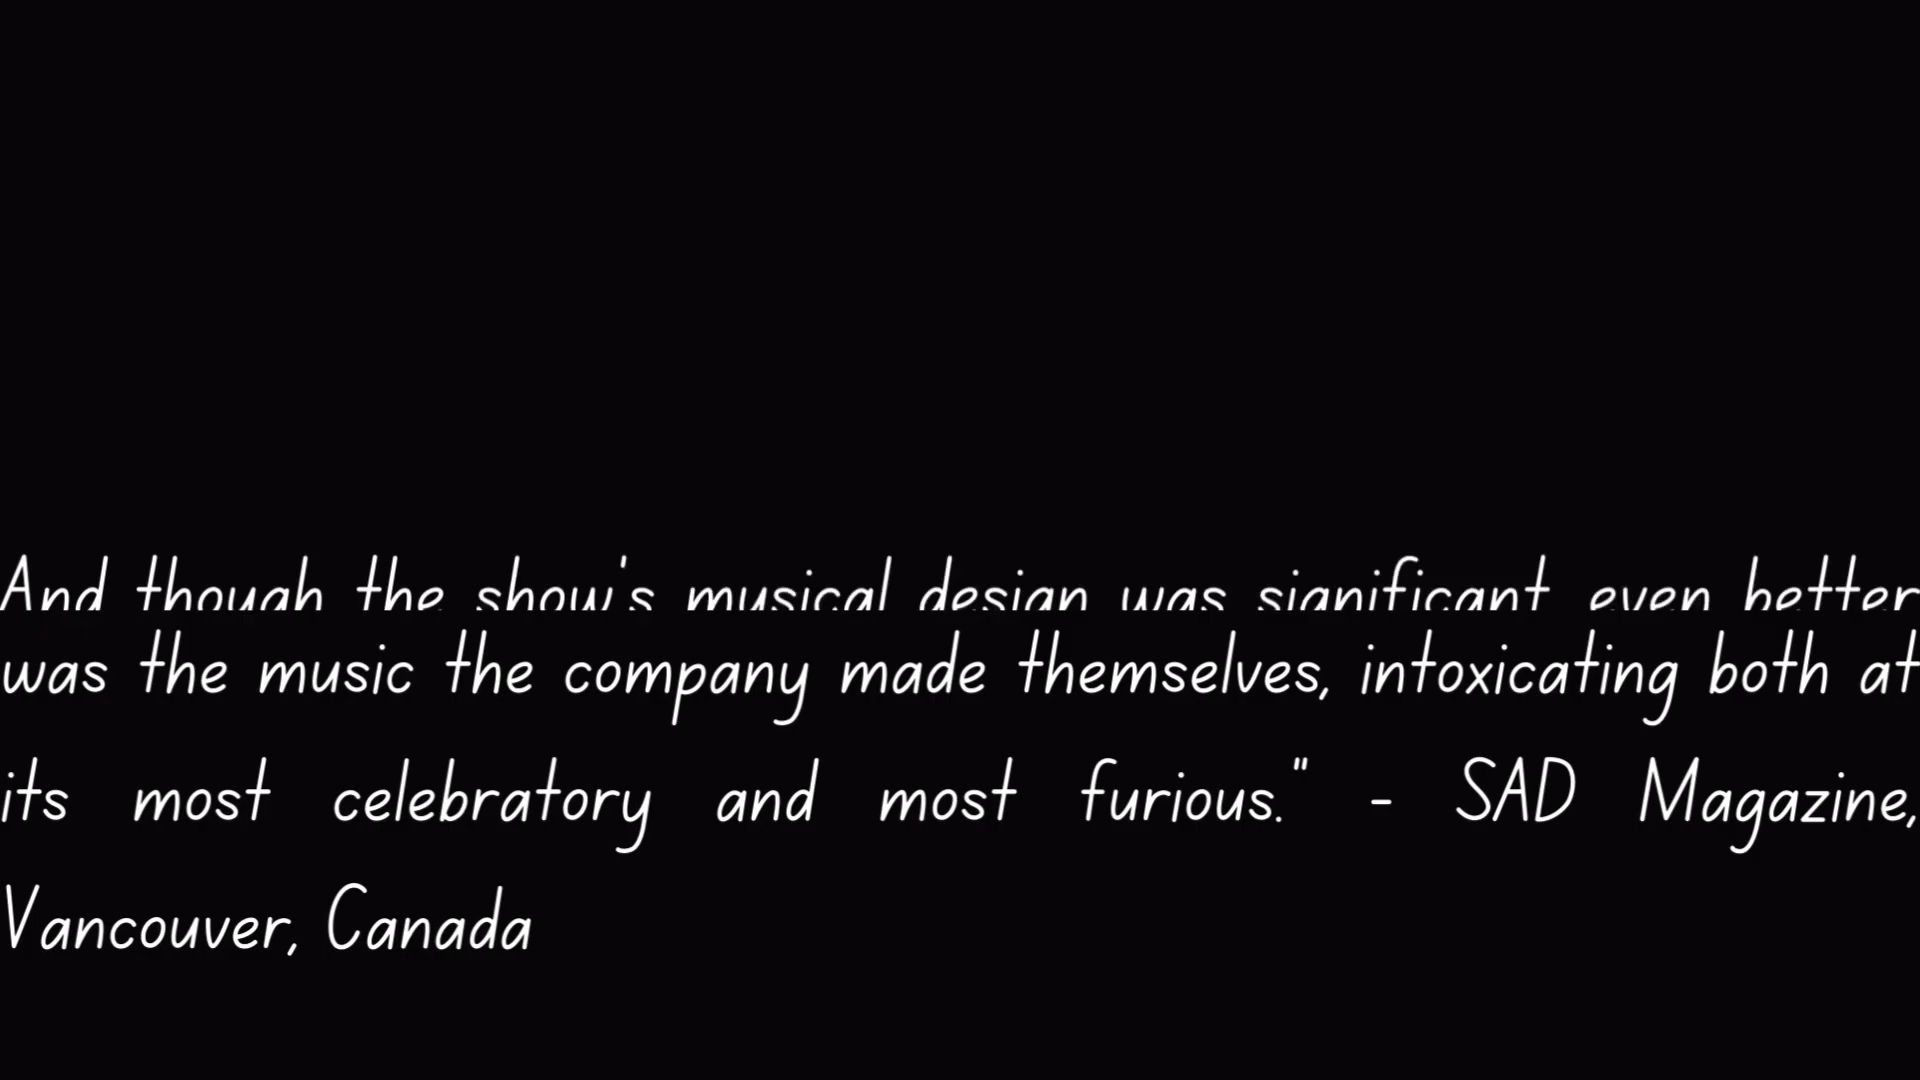 And though the show's musical design was significant even better
was the music the company made themselves, intoxicating both at
its most celebratory and most furious." - SAD Magazine,
Vancouver, Canada